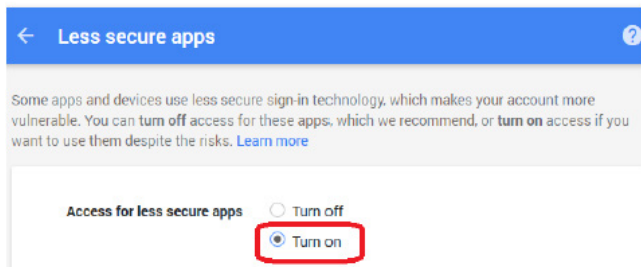 Less secure apps
Some apps and devices use less secure sign-in technology, which makes your account more
vulnerable. You can turn off access for these apps, which we recommend, or turn on access if you
want to use them despite the risks. Learn more
Access for less secure apps Turn off
Turn on